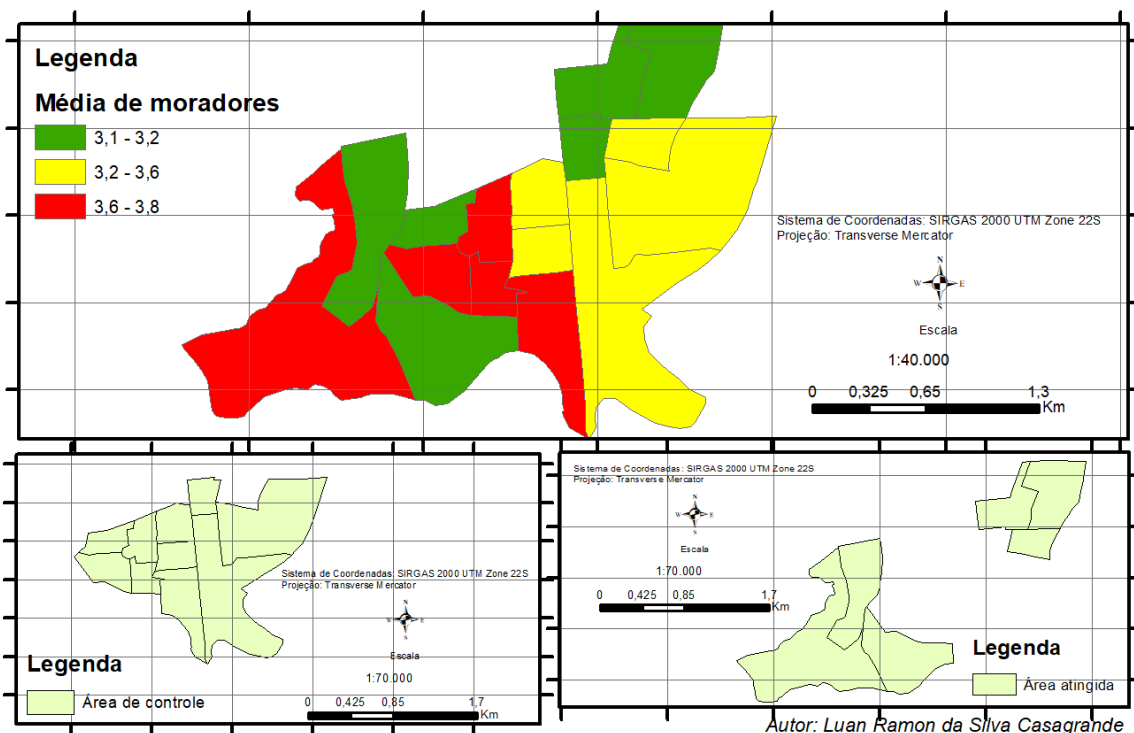 Legenda
Média de moradores
3,1 - 3,2
3,2 - 3,6
3,6 - 3,8
Sistema de Coordenadas: SIRGAS 2000 UTM Zone 22S
Projeção: Transverse Mercator
N
W E
S
Escala
1:40.000
0 0,325 0,65 1,3
Km
Sistema de Coordenadas: SIRGAS 2000 UTM Zone 22S
Projeção: Transverse Mercator
N
W E
S
Escala
1:70.000
0 0,425 0,85 1,7
Km
Legenda
Área de controle
Sistema de Coordenadas: SIRGAS 2000 UTM Zone 22S
Projeção: Transverse Mercator
N
W E
S
Escala
1:70.000
0 0,425 0,85 1,7
Km
Legenda
Área atingida
Autor: Luan Ramon da Silva Casagrande